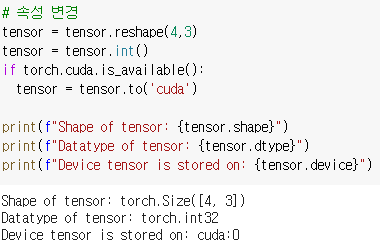 # 속성 변경
tensor = tensor.reshape(4,3)
tensor = tensor.int()
if torch.cuda.is_available():
  tensor = tensor.to('cuda')

print(f"Shape of tensor: {tensor.shape}")
print(f"Datatype of tensor: {tensor.dtype}")
print(f"Device tensor is stored on: {tensor.device}")

Shape of tensor: torch.Size([4, 3])
Datatype of tensor: torch.int32
Device tensor is stored on: cuda:0